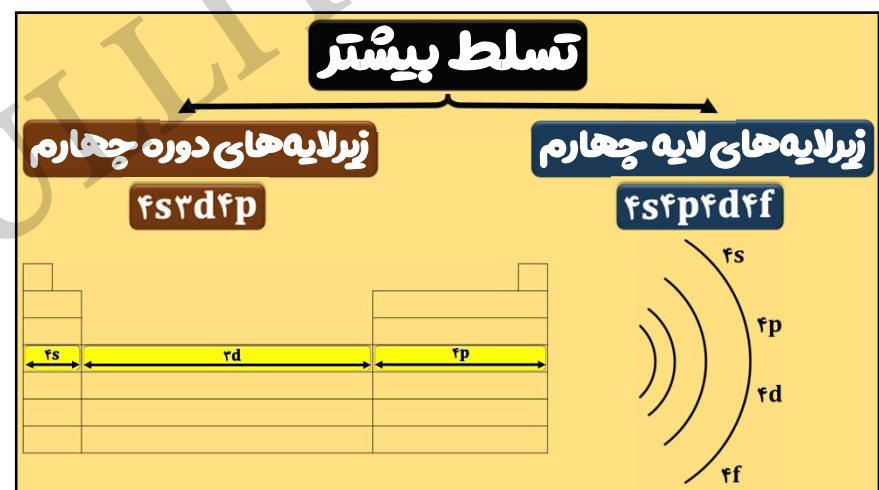 تسلط بیشتر
زیرلایه‌های لایه چهارم
زیرلایه‌های دوره چهارم
۴s۴p۴d۴f
۴s۳d۴p
۴s
۴p
۴d
۴f
۴s
۳d
۴p